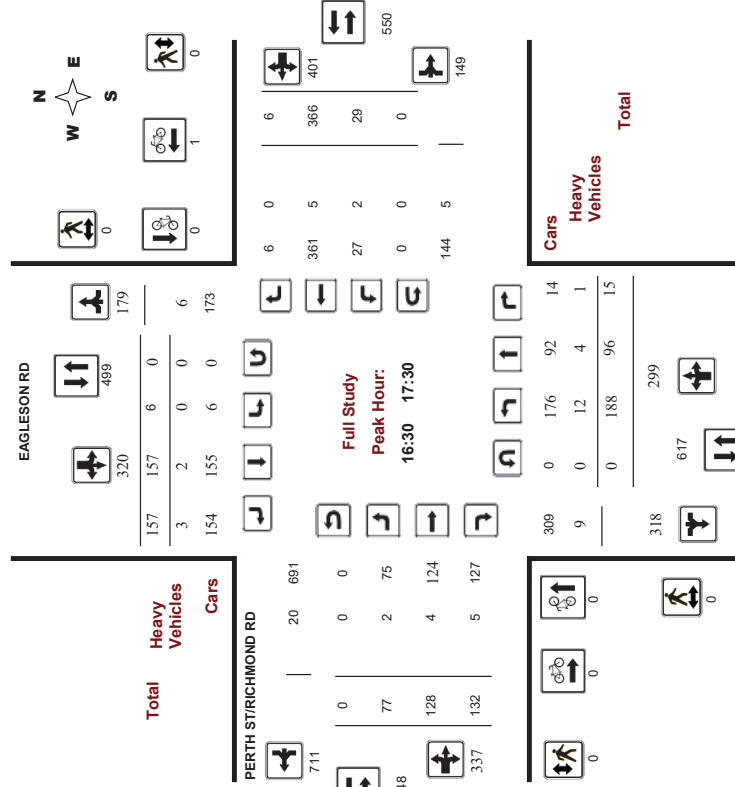 EAGLESON RD
N
E
W
S
0
0
0
1
320
499
179
550
401
149
157 157 6 0
3 2 0 0 6
154 155 6 0 173
6 0 6
361 5 366
27 2 29
0 0 0
144 5
Total
Heavy
Vehicles
Cars
Full Study
Peak Hour:
16:30 17:30
PERTH ST/RICHMOND RD
20 691
0 0 0
77 2 75
128 4 124
132 5 127
711
48
337
Cars
Heavy
Vehicles
Total
309 0 176 92 14
9 0 12 4 1
0 188 96 15
318
617
299
0
0
0
0